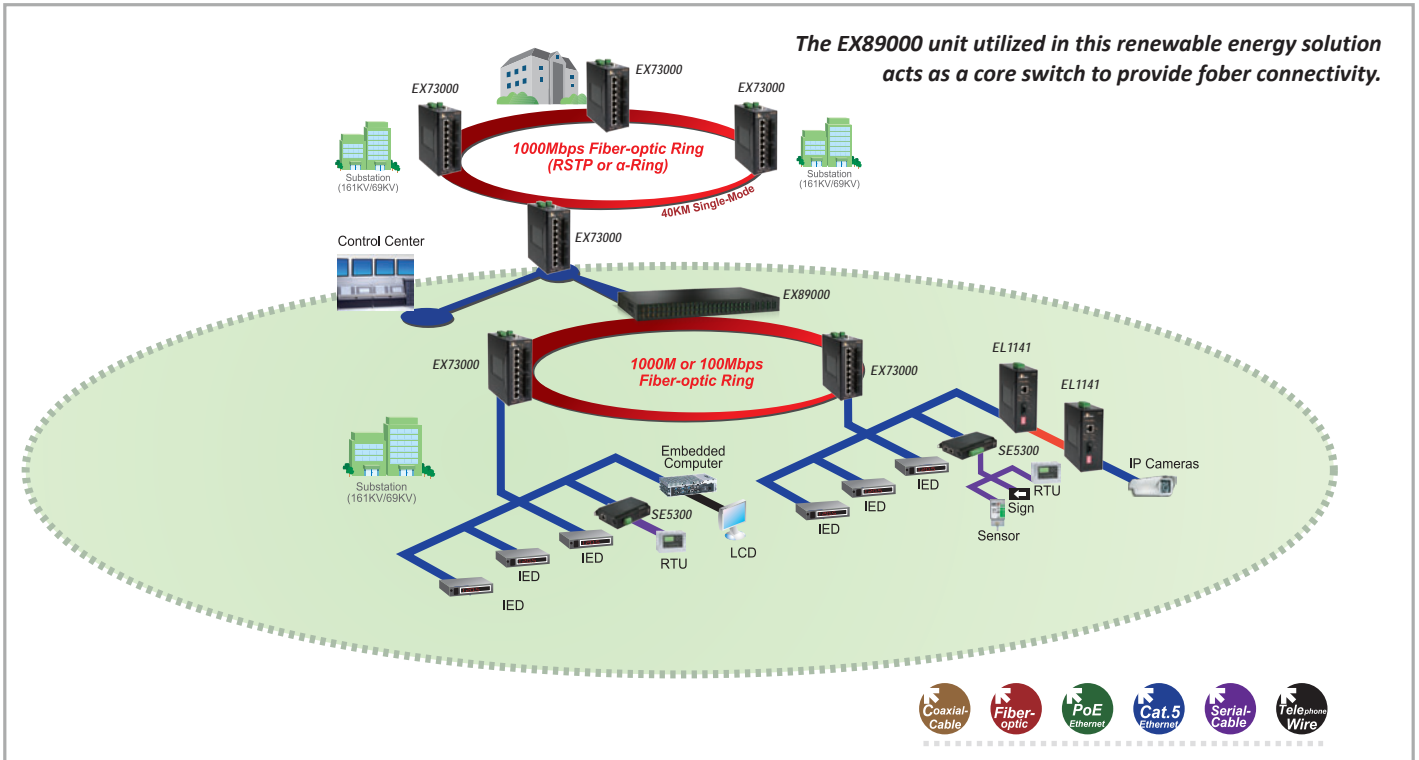 The EX89000 unit utilized in this renewable energy solution
acts as a core switch to provide fober connectivity.
EX73000
EX73000
EX73000
1000Mbps Fiber-optic Ring
(RSTP or α-Ring)
Substation
(161KV/69KV)
Substation
(161KV/69KV)
40KM Single-Mode
EX73000
Control Center
EX89000
EX73000
1000M or 100Mbps
Fiber-optic Ring
EX73000
EL1141
EL1141
Substation
(161KV/69KV)
Embedded
Computer
SE5300
IP Cameras
IED
RTU
IED
Sign
IED
Sensor
SE5300
LCD
IED
RTU
IED
IED
Coaxial-
Cable
Fiber-
optic
PoE
Ethernet
Cat.5
Ethernet
Serial-
Cable
Telephone
Wire